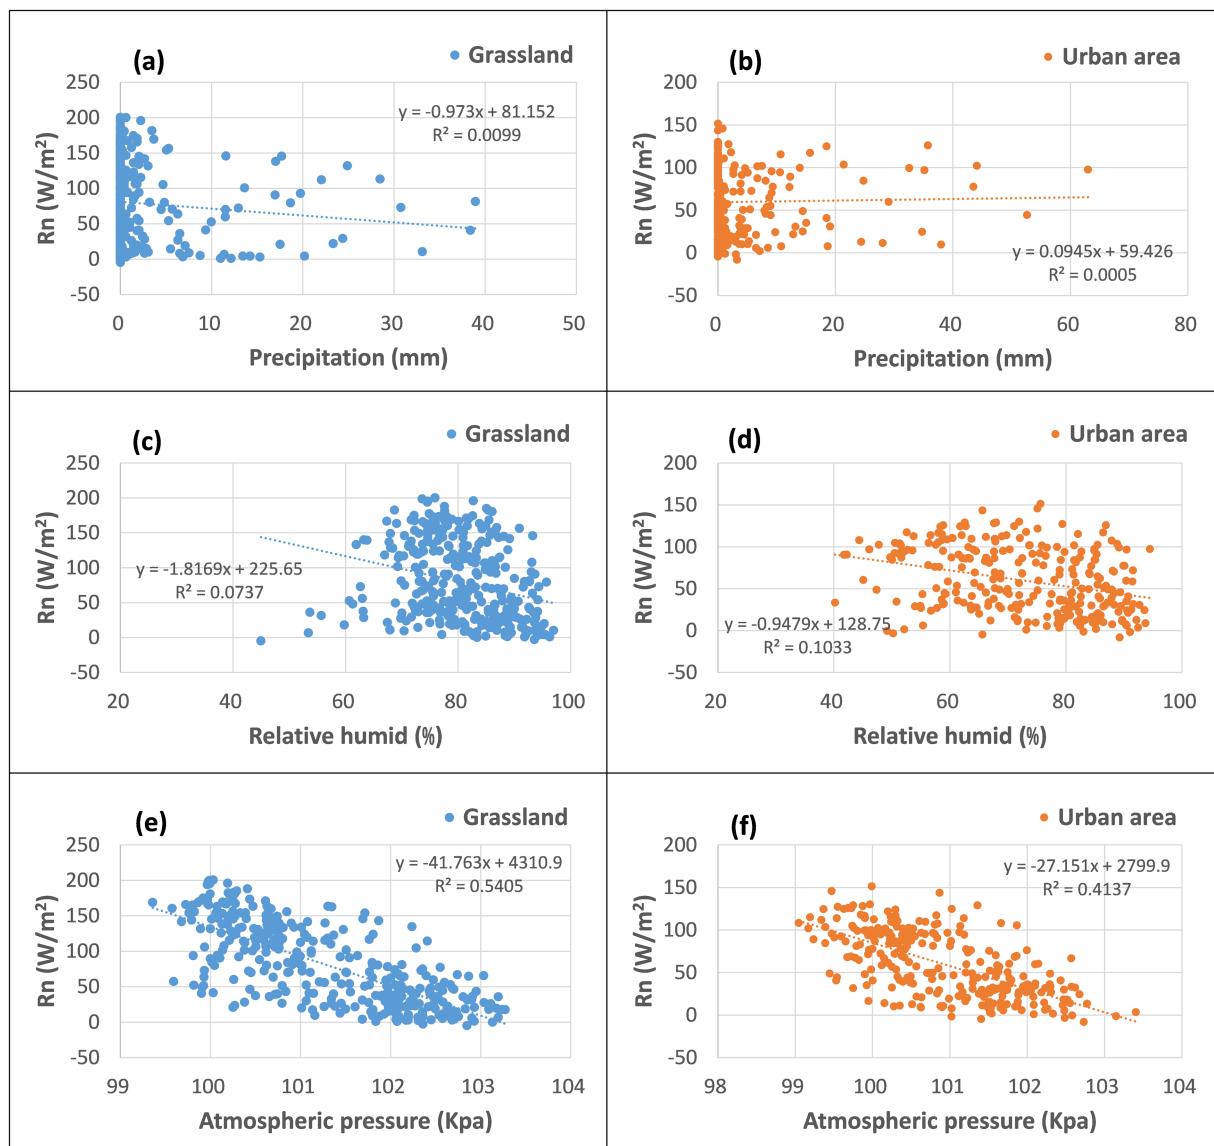 (a)
Grassland
250
200
150
100
50
0
-50
y = -0.973x + 81.152
R² = 0.0099
Rn (W/m²)
0 10 20 30 40 50
Precipitation (mm)
(b)
Urban area
200
150
100
50
0
-50
y = 0.0945x + 59.426
R² = 0.0005
Rn (W/m²)
0 20 40 60 80
Precipitation (mm)
(c)
Grassland
250
200
150
100
50
0
-50
y = -1.8169x + 225.65
R² = 0.0737
Rn (W/m²)
20 40 60 80 100
Relative humid (%)
(d)
Urban area
200
150
100
50
0
-50
y = -0.9479x + 128.75
R² = 0.1033
Rn (W/m²)
20 40 60 80 100
Relative humid (%)
(e)
Grassland
250
200
150
100
50
0
-50
y = -41.763x + 4310.9
R² = 0.5405
Rn (W/m²)
99 100 101 102 103 104
Atmospheric pressure (Kpa)
(f)
Urban area
200
150
100
50
0
-50
y = -27.151x + 2799.9
R² = 0.4137
Rn (W/m²)
98 99 100 101 102 103 104
Atmospheric pressure (Kpa)